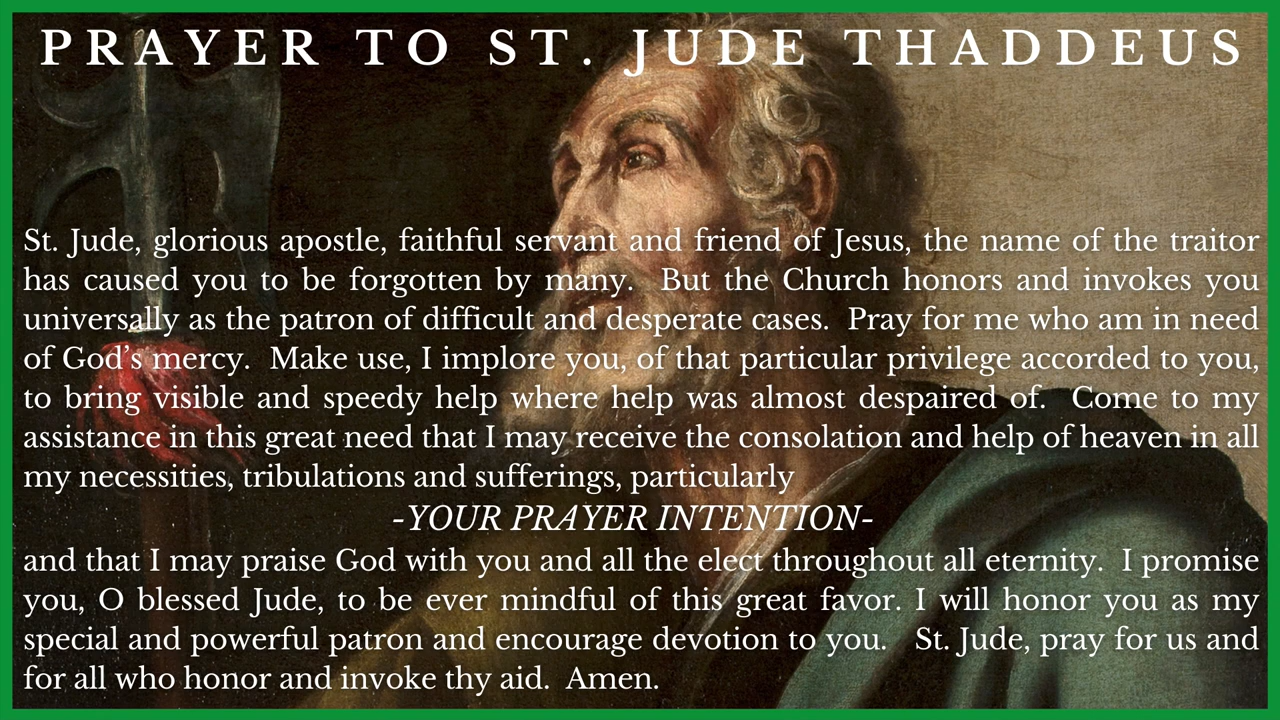 PRAYER TO ST. JUDE THADDEUS
St. Jude, glorious apostle, faithful servant and friend of Jesus, the name of the traitor
has caused you to be forgotten by many.  But the Church honors and invokes you
universally as the patron of difficult and desperate cases.  Pray for me who am in need
of God’s mercy.  Make use, I implore you, of that particular privilege accorded to you,
to bring visible and speedy help where help was almost despaired of.  Come to my
assistance in this great need that I may receive the consolation and help of heaven in all
my necessities, tribulations and sufferings, particularly
-YOUR PRAYER INTENTION-
and that I may praise God with you and all the elect throughout all eternity.  I promise
you, O blessed Jude, to be ever mindful of this great favor. I will honor you as my
special and powerful patron and encourage devotion to you.   St. Jude, pray for us and
for all who honor and invoke thy aid.  Amen.